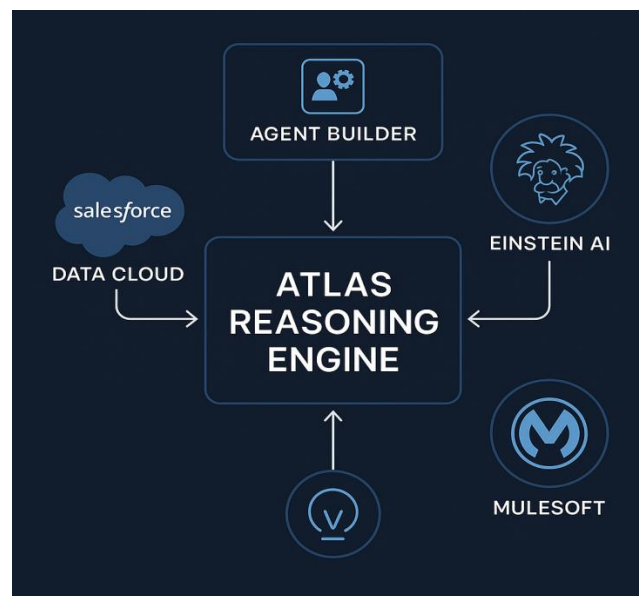 AGENT BUILDER
salesforce
DATA CLOUD
EINSTEIN AI
ATLAS
REASONING
ENGINE
MULESOFT